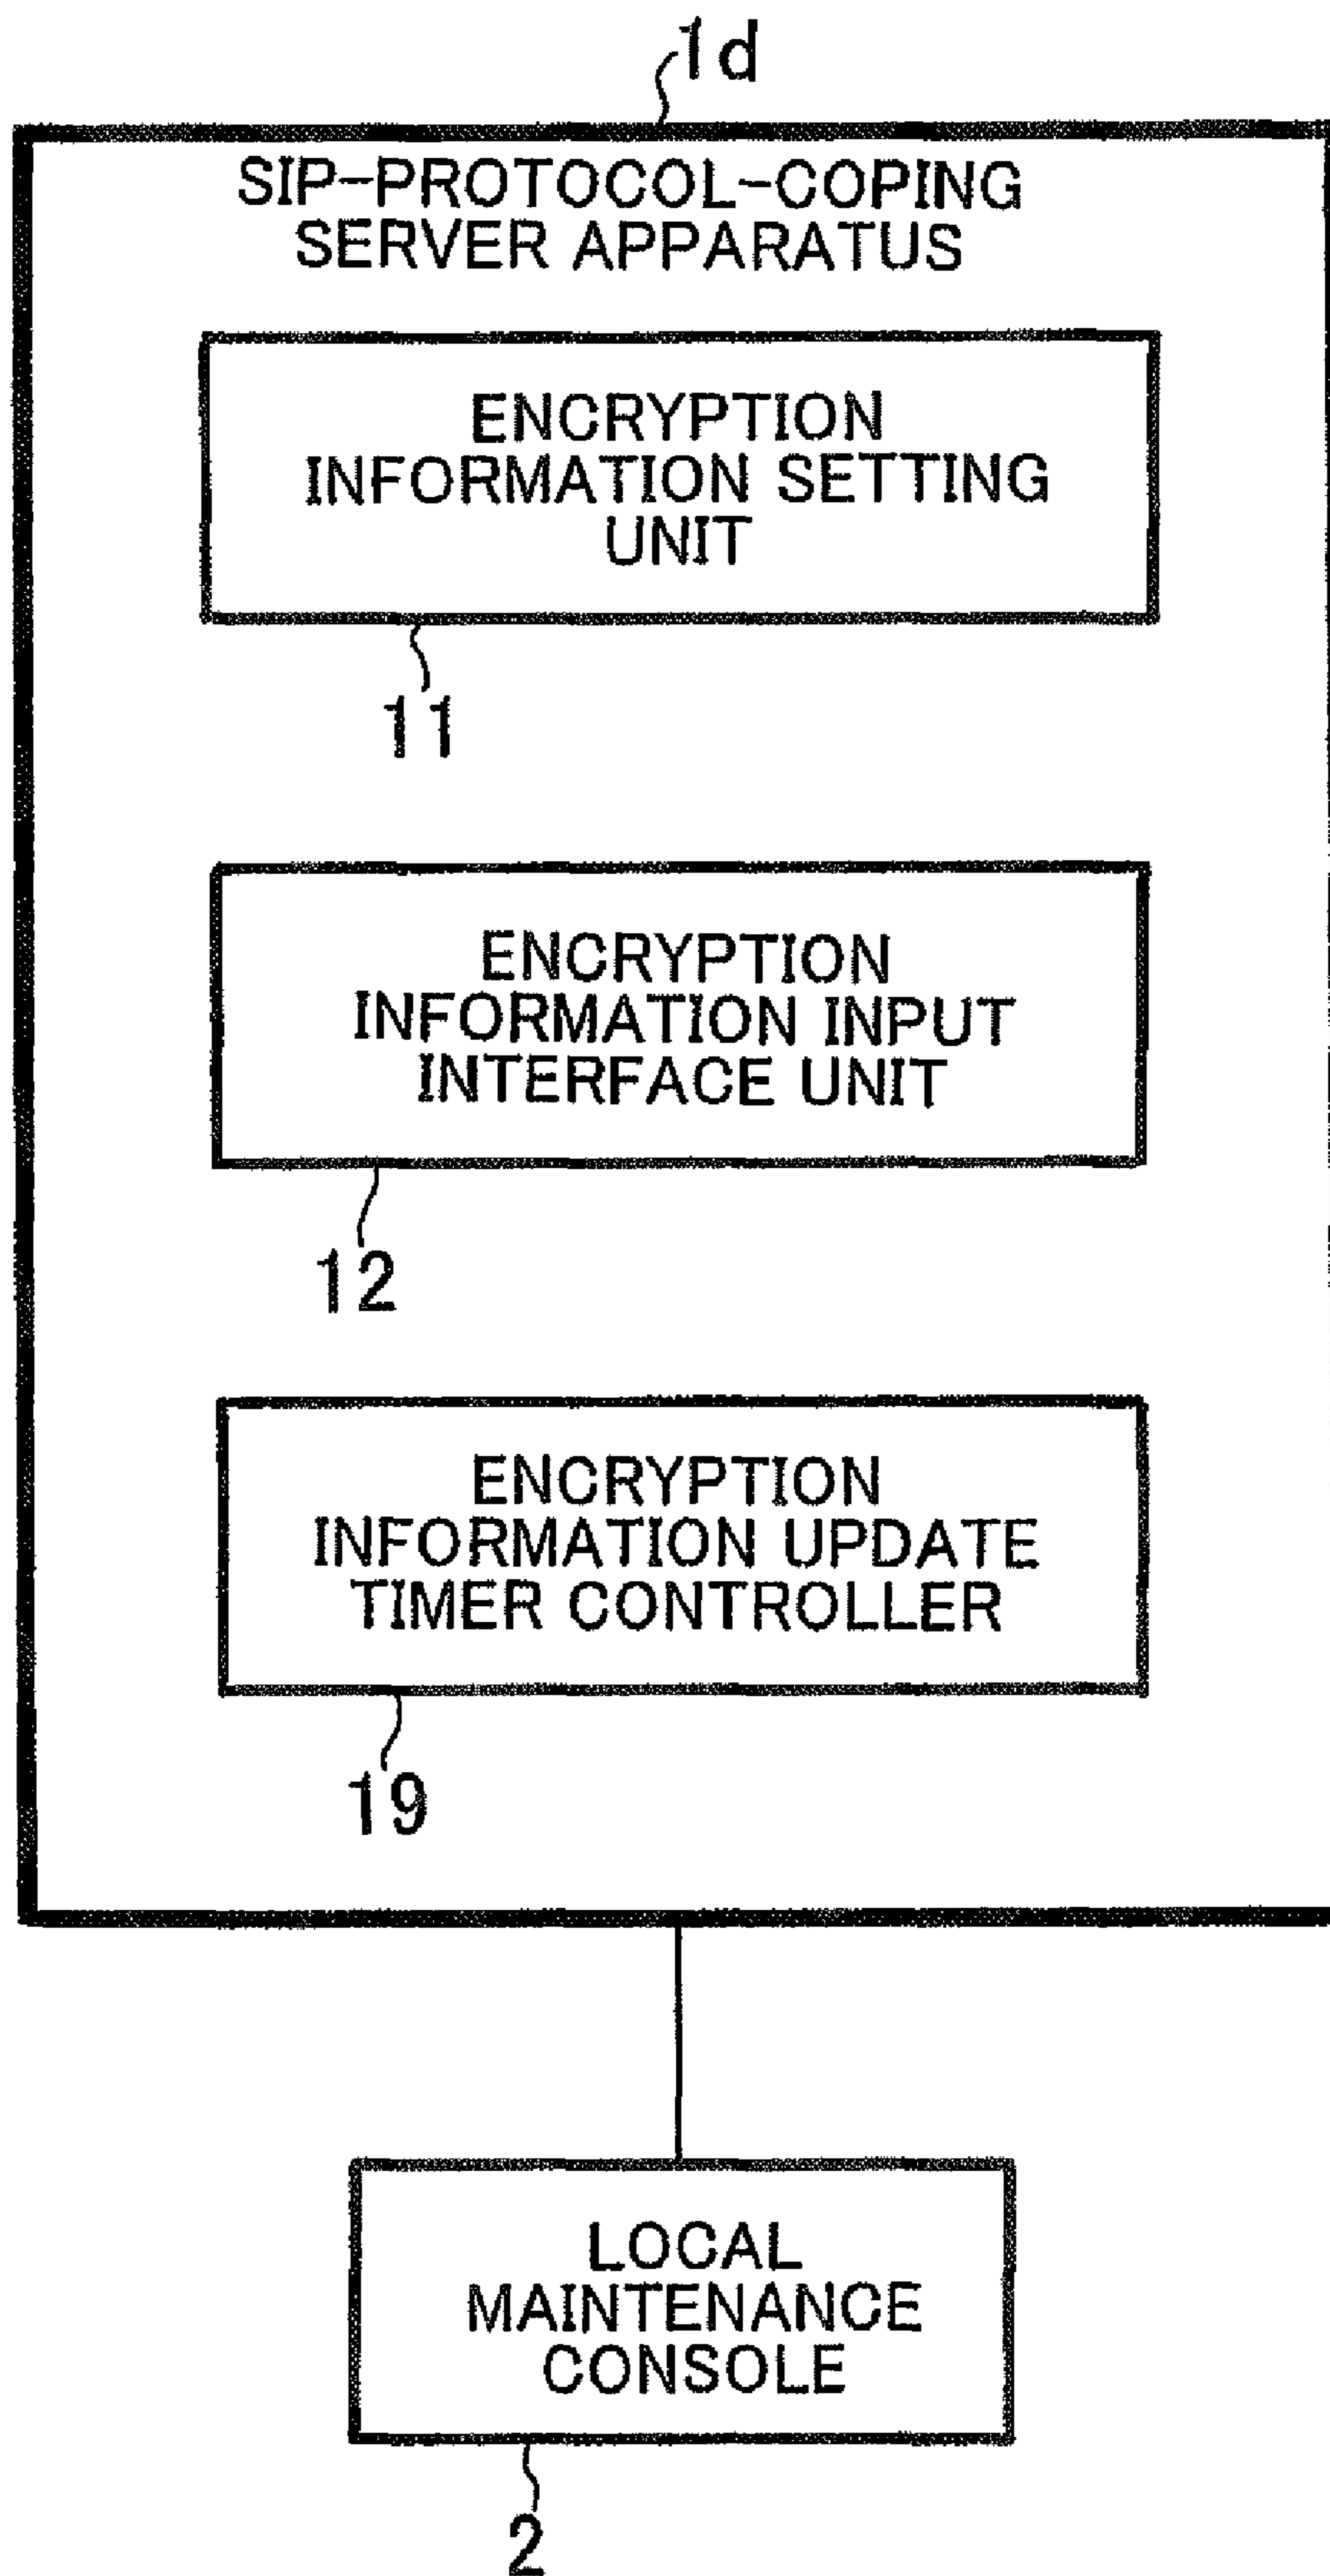 1d
SIP-PROTOCOL-COPING
SERVER APPARATUS
ENCRYPTION
INFORMATION SETTING
UNIT
11
ENCRYPTION
INFORMATION INPUT
INTERFACE UNIT
12
ENCRYPTION
INFORMATION UPDATE
TIMER CONTROLLER
19
LOCAL
MAINTENANCE
CONSOLE
2